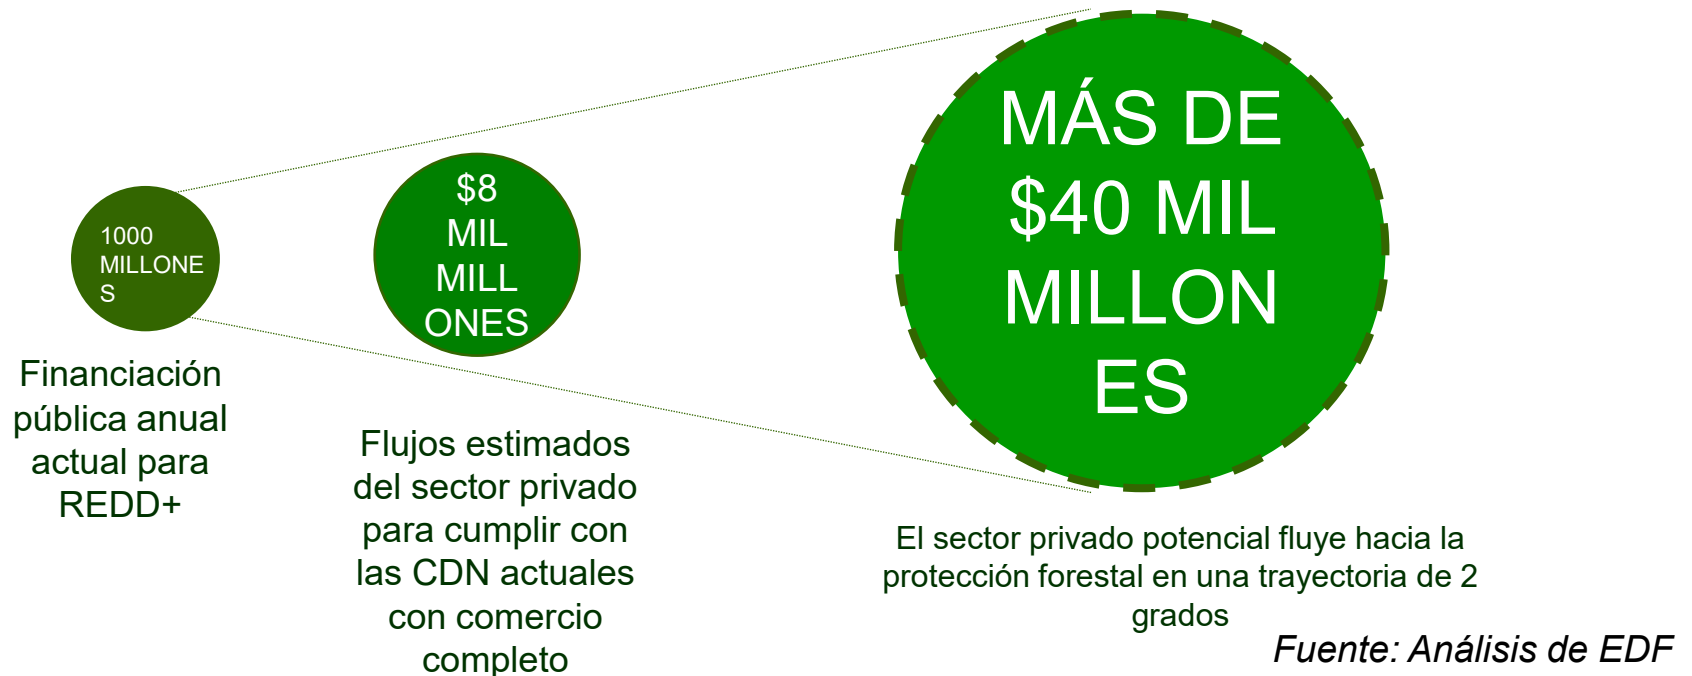 1000
MILLONE
S
Financiación
pública anual
actual para
REDD+
$8
MIL
MILL
ONES
Flujos estimados
del sector privado
para cumplir con
las CDN actuales
con comercio
completo
MÁS DE
$40 MIL
MILLON
ES
El sector privado potencial fluye hacia la
protección forestal en una trayectoria de 2
grados
Fuente: Análisis de EDF